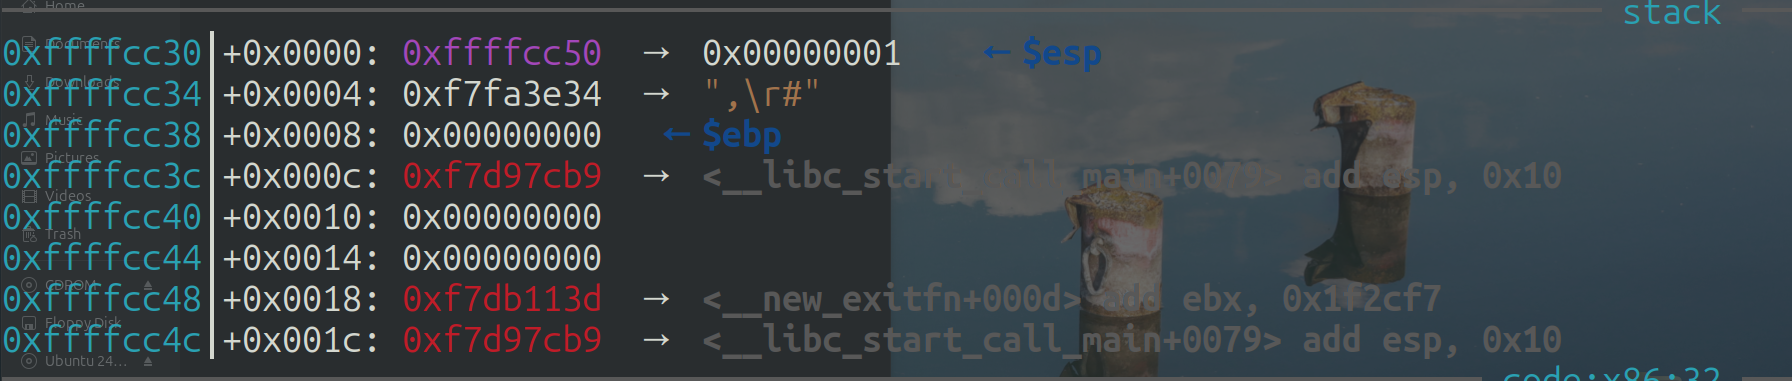 Home
stack
0xffffcc30|+0x0000: 0xffffcc50 → 0x00000001 ← $esp
Documents
0xffffcc34|+0x0004: 0xf7fa3e34 → ",\r#"
Downloads
0xffffcc38|+0x0008: 0x00000000 ← $ebp
Music
0xffffcc3c|+0x000c: 0xf7d97cb9 → <__libc_start_call_main+0079> add esp, 0x10
Pictures
0xffffcc40|+0x0010: 0x00000000
Videos
0xffffcc44|+0x0014: 0x00000000
Trash
0xffffcc48|+0x0018: 0xf7db113d → <__new_exitfn+000d> add ebx, 0x1f2cf7
CDROM
0xffffcc4c|+0x001c: 0xf7d97cb9 → <__libc_start_call_main+0079> add esp, 0x10
Floppy Disk
Ubuntu 24...
code:x86:32